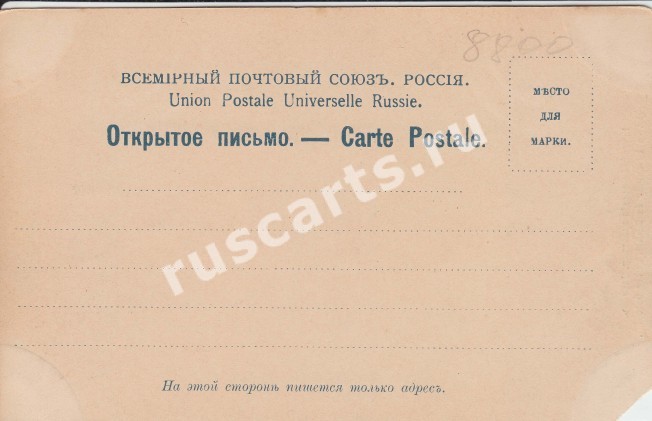 8800
ВСЕМІРНЫЙ ПОЧТОВЫЙ СОЮЗЪ. РОССІЯ.
Union Postale Universelle Russie.
Открытое письмо. — Carte Postale.
МѢСТО
ДЛЯ
МАРКИ.
ruscarts.ru
На этой сторонѣ пишется только адресъ.